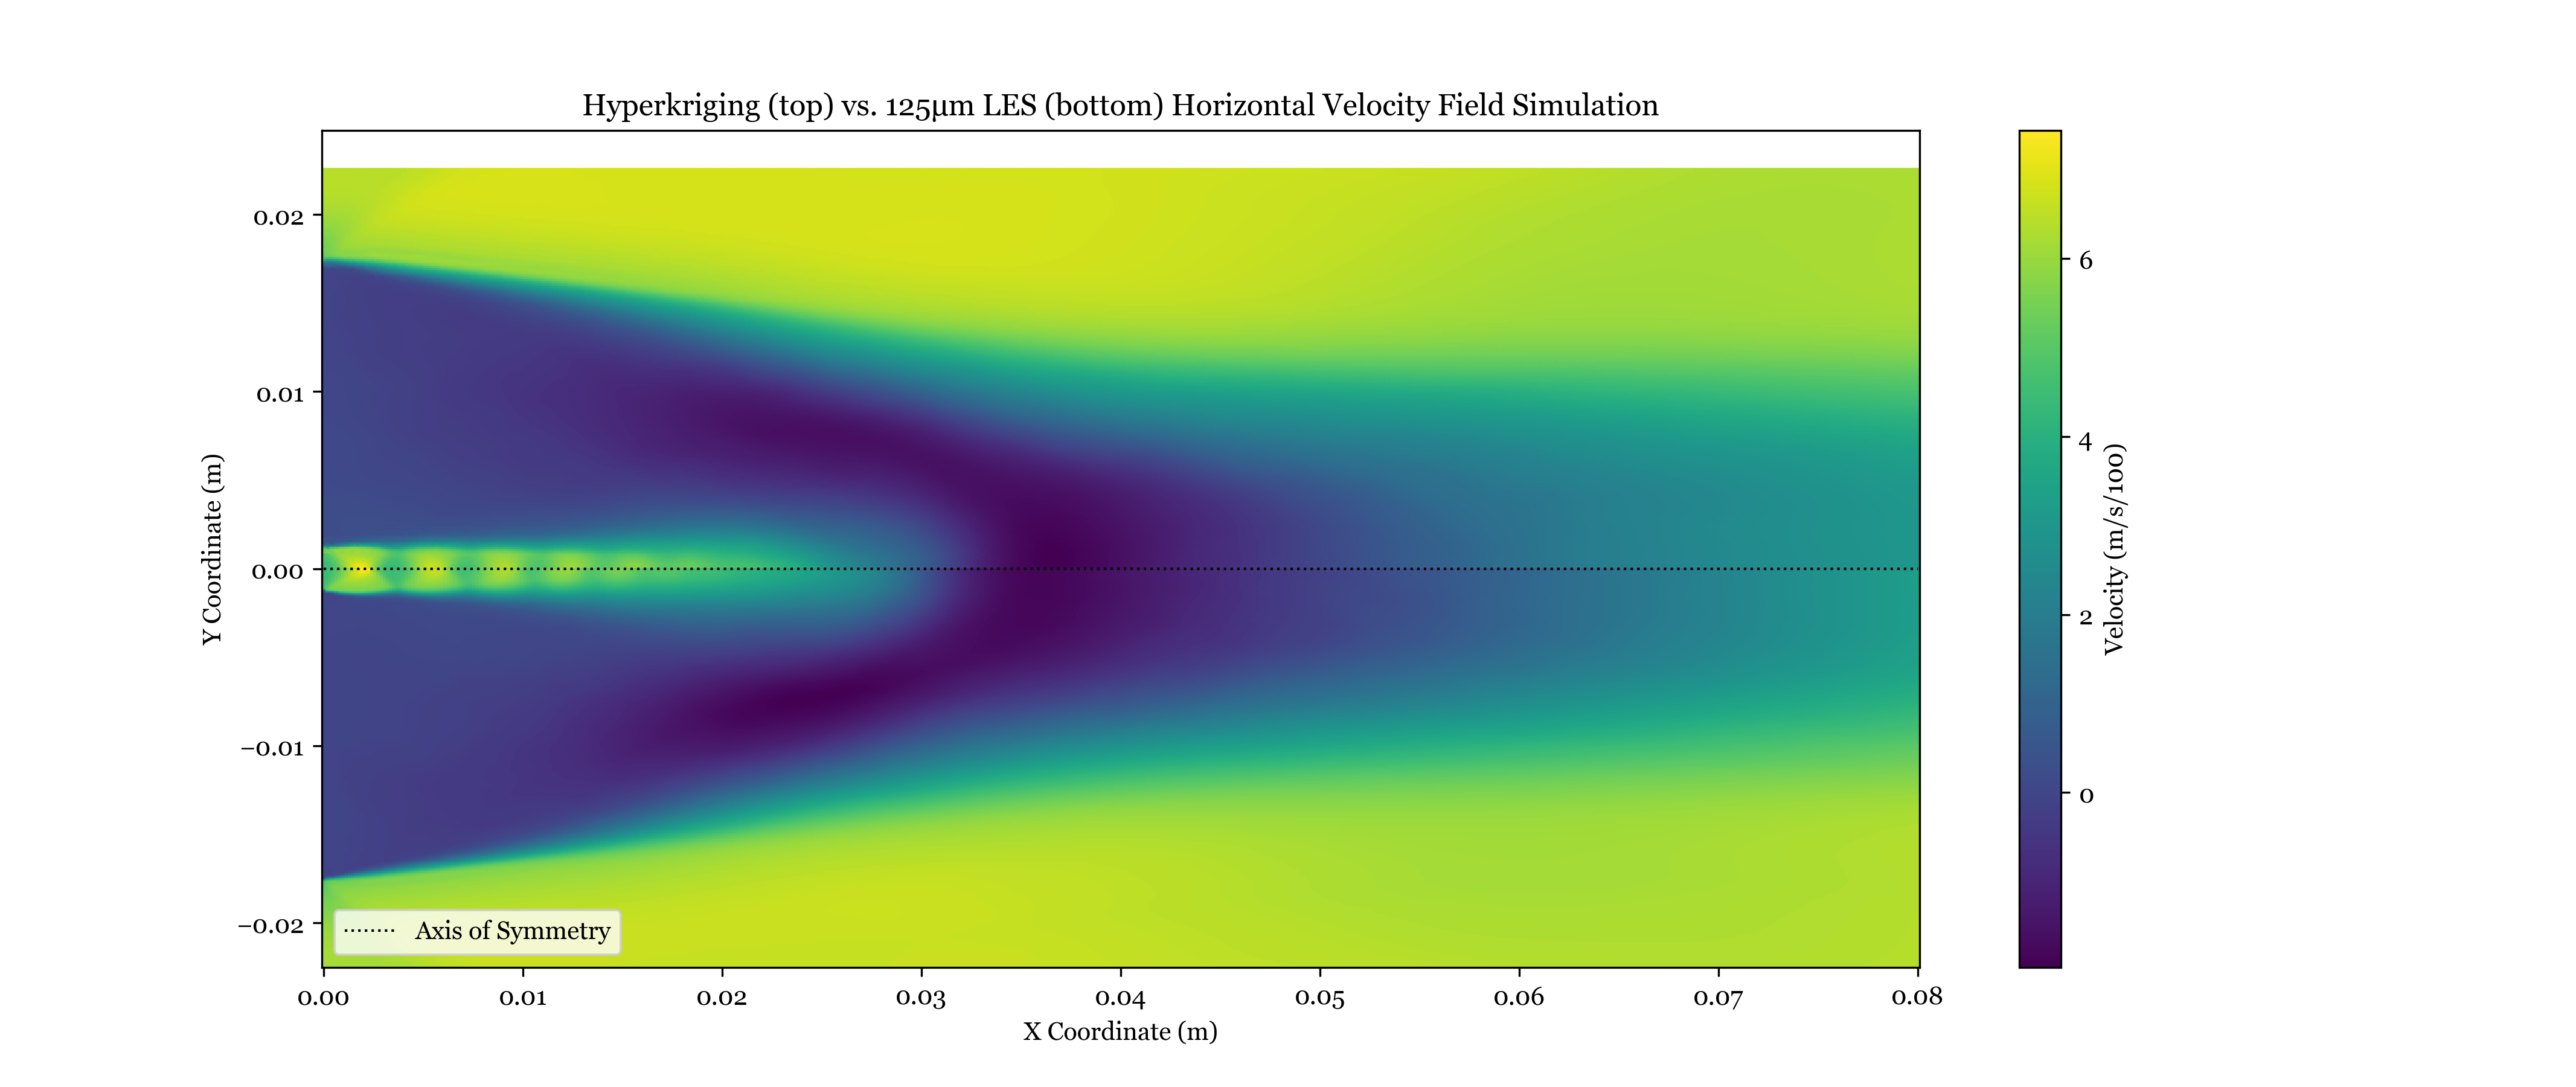 Hyperkriging (top) vs. 125µm LES (bottom) Horizontal Velocity Field Simulation
Y Coordinate (m)
0.02
0.01
0.00
−0.01
−0.02
Axis of Symmetry
0.00 0.01 0.02 0.03 0.04 0.05 0.06 0.07 0.08
X Coordinate (m)
6
4
2
0
Velocity (m/s/100)